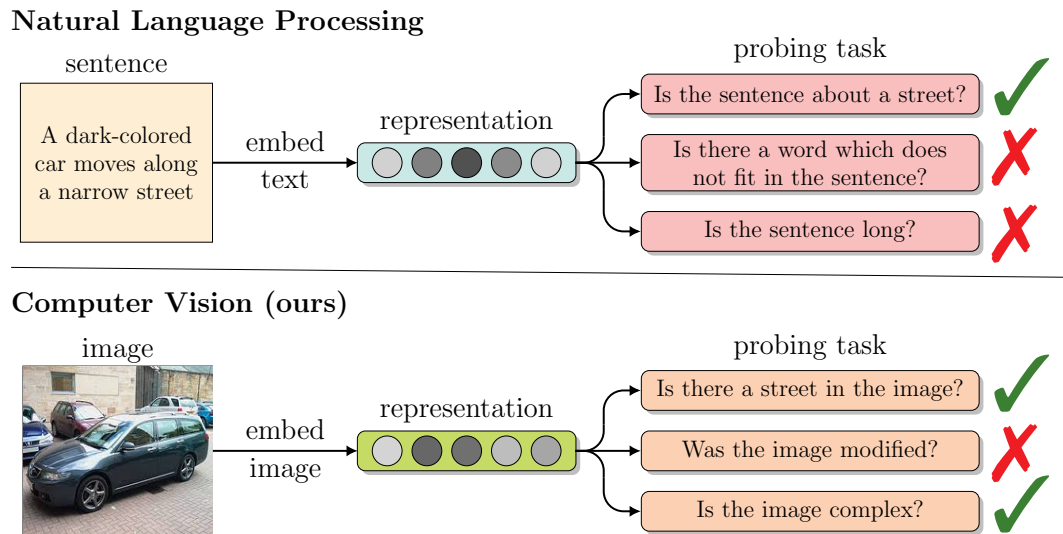 Natural Language Processing
sentence
A dark-colored
car moves along
a narrow street
embed
text
representation
probing task
Is the sentence about a street?
Is there a word which does
not fit in the sentence?
Is the sentence long?
Computer Vision (ours)
image
embed
image
representation
probing task
Is there a street in the image?
Was the image modified?
Is the image complex?